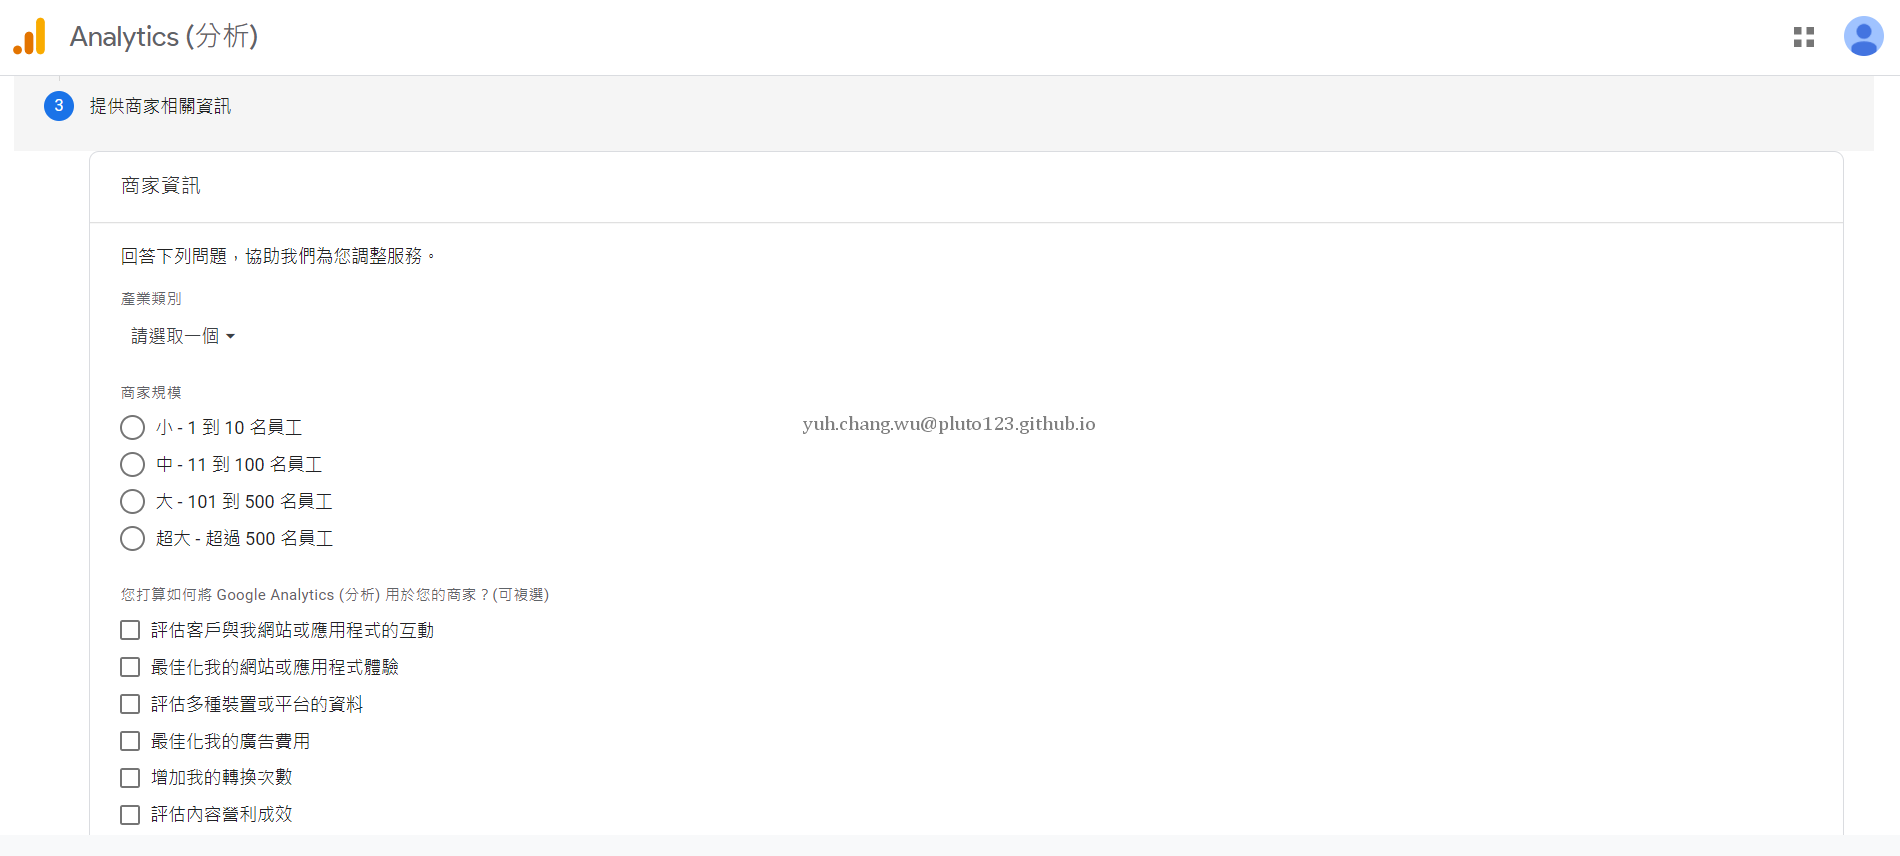 Analytics (分析)
3 提供商家相關資訊
商家資訊
回答下列問題，協助我們為您調整服務。
產業類別
請選取一個
商家規模
小 - 1 到 10 名員工
中 - 11 到 100 名員工
大 - 101 到 500 名員工
超大 - 超過 500 名員工
yuh.chang.wu@pluto123.github.io
您打算如何將 Google Analytics (分析) 用於您的商家？(可複選)
評估客戶與我網站或應用程式的互動
最佳化我的網站或應用程式體驗
評估多種裝置或平台的資料
最佳化我的廣告費用
增加我的轉換次數
評估內容營利成效